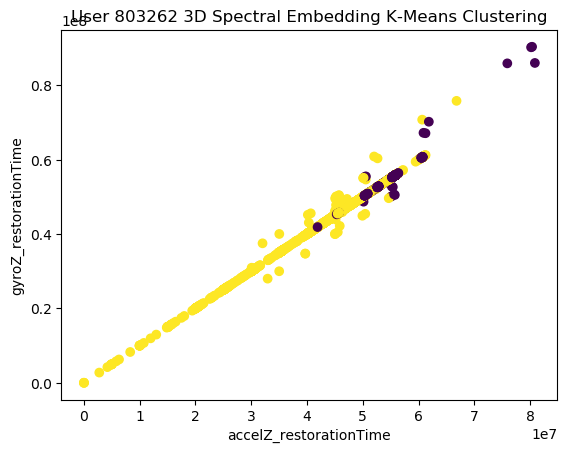 User 803262 3D Spectral Embedding K-Means Clustering
1e8
0.8
0.6
0.4
0.2
0.0
gyroZ_restorationTime
0 1 2 3 4 5 6 7 8
1e7
accelZ_restorationTime